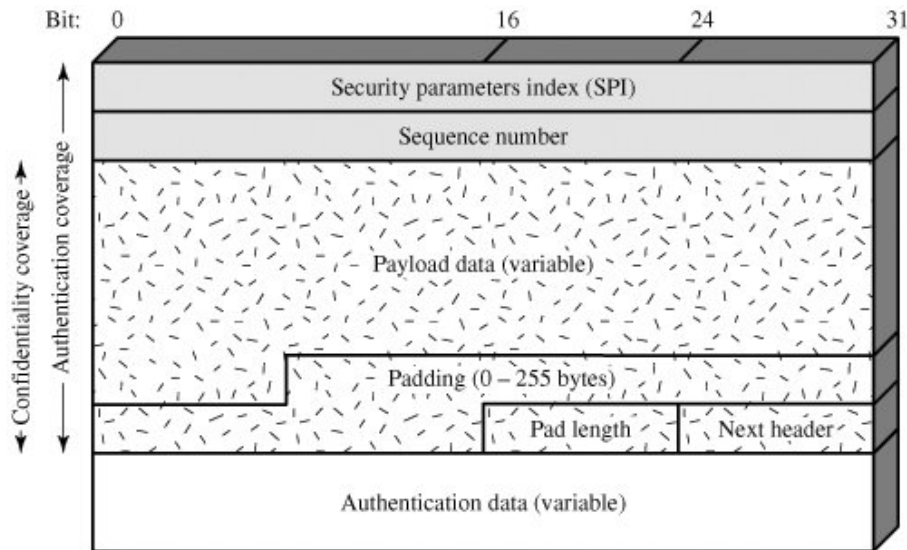 Bit: 0 16 24 31
Security parameters index (SPI)
Sequence number
Payload data (variable)
Padding (0 – 255 bytes)
Pad length Next header
Authentication data (variable)
Confidentiality coverage
Authentication coverage